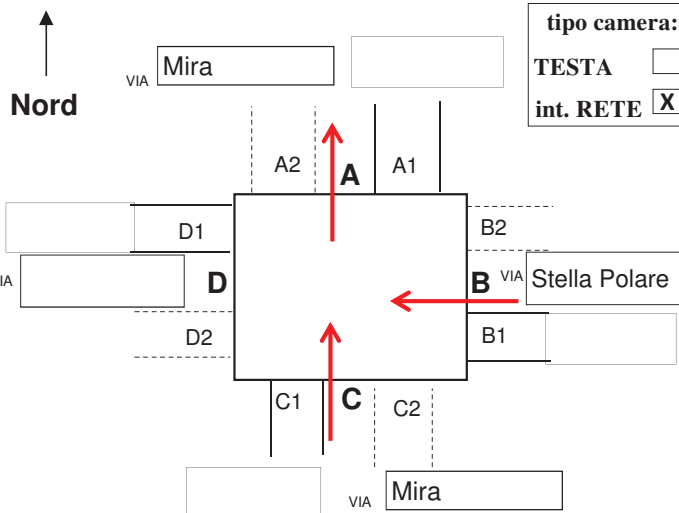 tipo camera:
VIA Mira
TESTA
Nord
int. RETE X
A2 A A1
D1 B2
VIA D B VIA Stella Polare
D2 B1
C1 C C2
VIA Mira